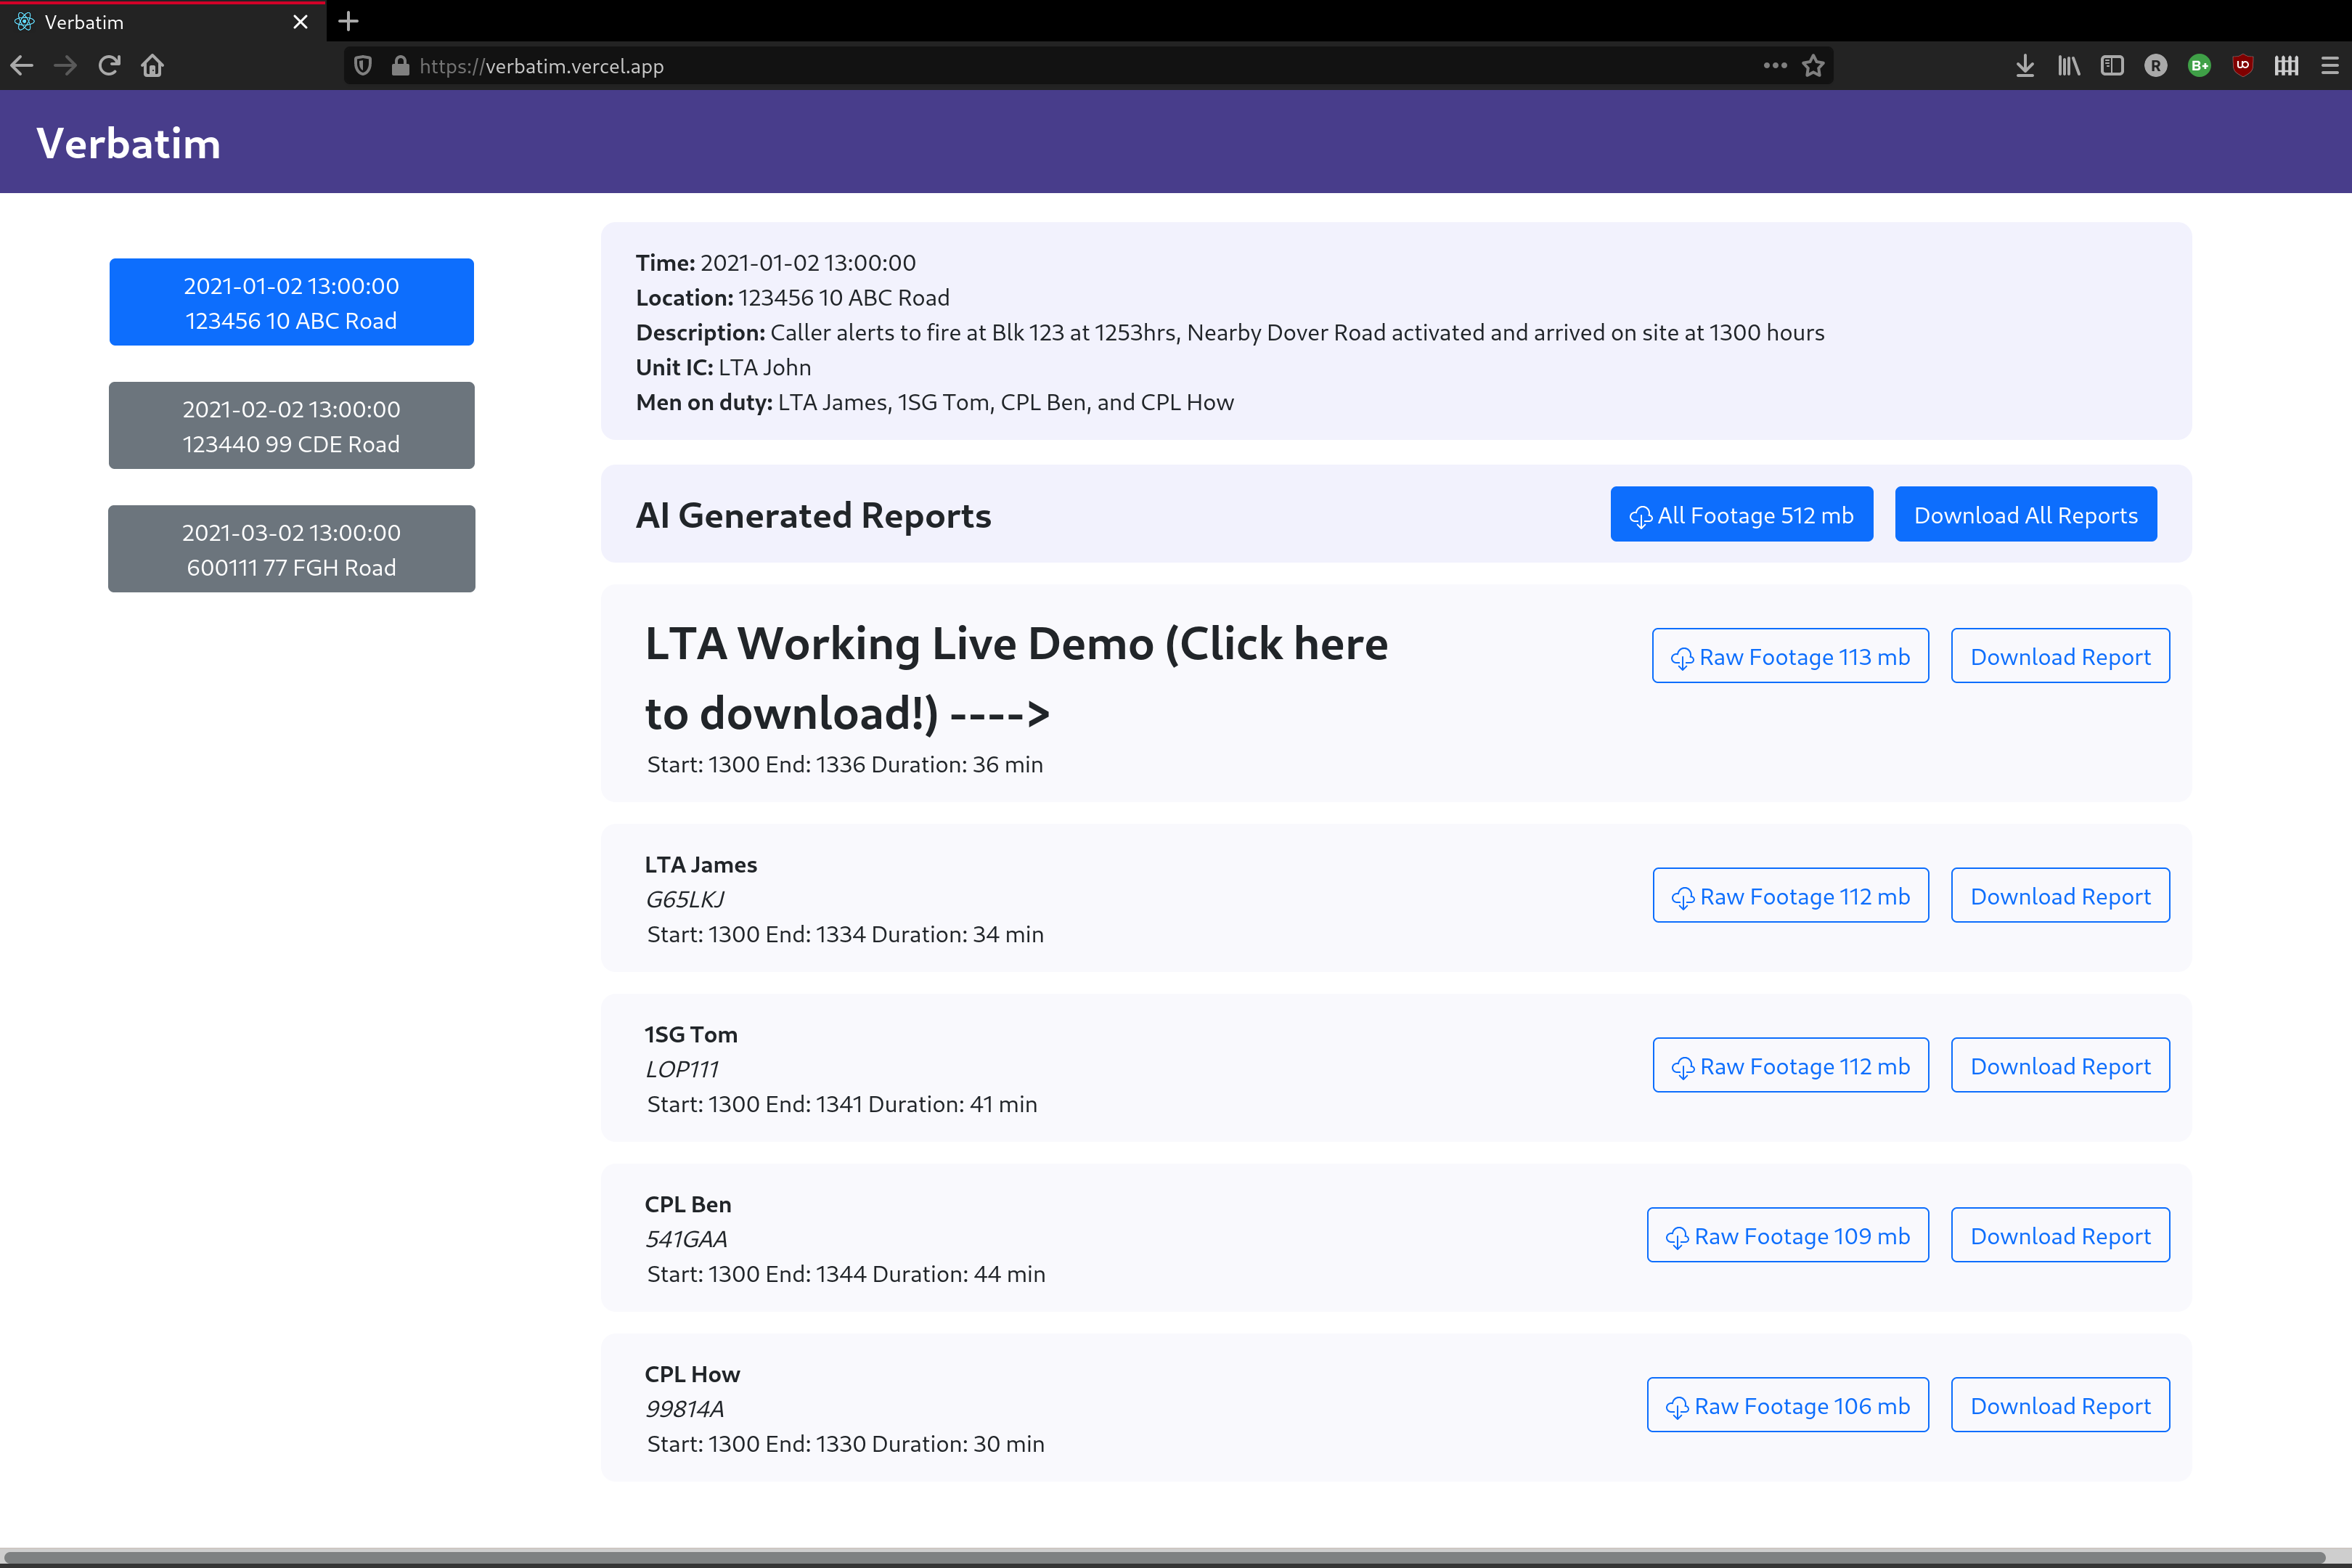 Verbatim
https://verbatim.vercel.app
R
B+
UO
Verbatim
2021-01-02 13:00:00
123456 10 ABC Road
2021-02-02 13:00:00
123440 99 CDE Road
2021-03-02 13:00:00
600111 77 FGH Road
Time: 2021-01-02 13:00:00
Location: 123456 10 ABC Road
Description: Caller alerts to fire at Blk 123 at 1253hrs, Nearby Dover Road activated and arrived on site at 1300 hours
Unit IC: LTA John
Men on duty: LTA James, 1SG Tom, CPL Ben, and CPL How
AI Generated Reports
All Footage 512 mb
Download All Reports
LTA Working Live Demo (Click here
to download!) ---->
Start: 1300 End: 1336 Duration: 36 min
Raw Footage 113 mb
Download Report
LTA James
G65LKJ
Start: 1300 End: 1334 Duration: 34 min
Raw Footage 112 mb
Download Report
1SG Tom
LOP111
Start: 1300 End: 1341 Duration: 41 min
Raw Footage 112 mb
Download Report
CPL Ben
541GAA
Start: 1300 End: 1344 Duration: 44 min
Raw Footage 109 mb
Download Report
CPL How
99814A
Start: 1300 End: 1330 Duration: 30 min
Raw Footage 106 mb
Download Report